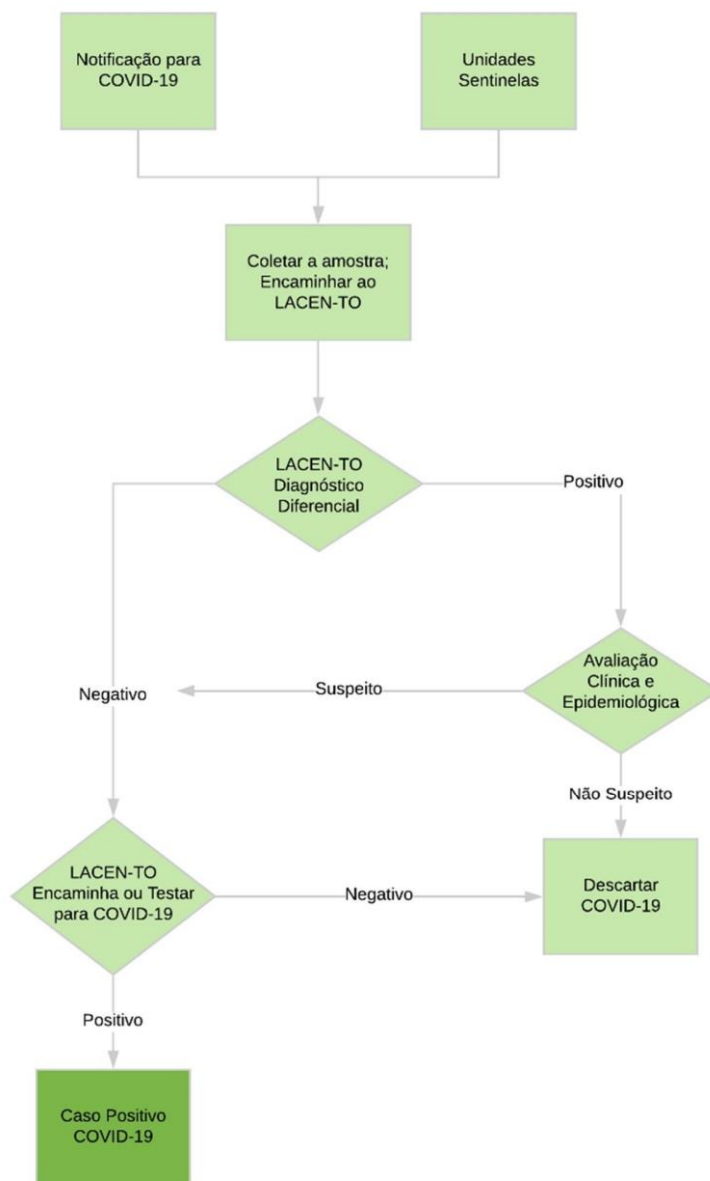 Notificação para
COVID-19
Unidades
Sentinelas
Coletar a amostra;
Encaminhar ao
LACEN-TO
LACEN-TO
Diagnóstico
Diferencial
Positivo
Avaliação
Clínica e
Epidemiológica
Suspeito
Negativo
Não Suspeito
LACEN-TO
Encaminha ou Testar
para COVID-19
Negativo
Descartar
COVID-19
Positivo
Caso Positivo
COVID-19